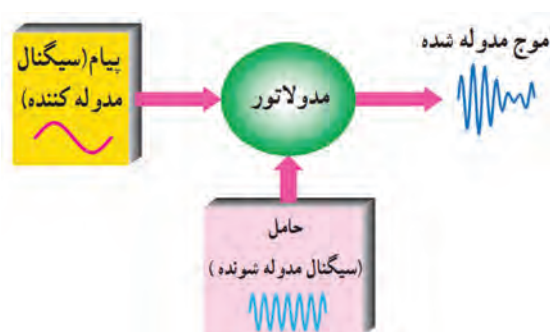 پیام(سیگنال
مدوله کننده)
مدولاتور
موج مدوله شده
حامل
(سیگنال مدوله شونده )